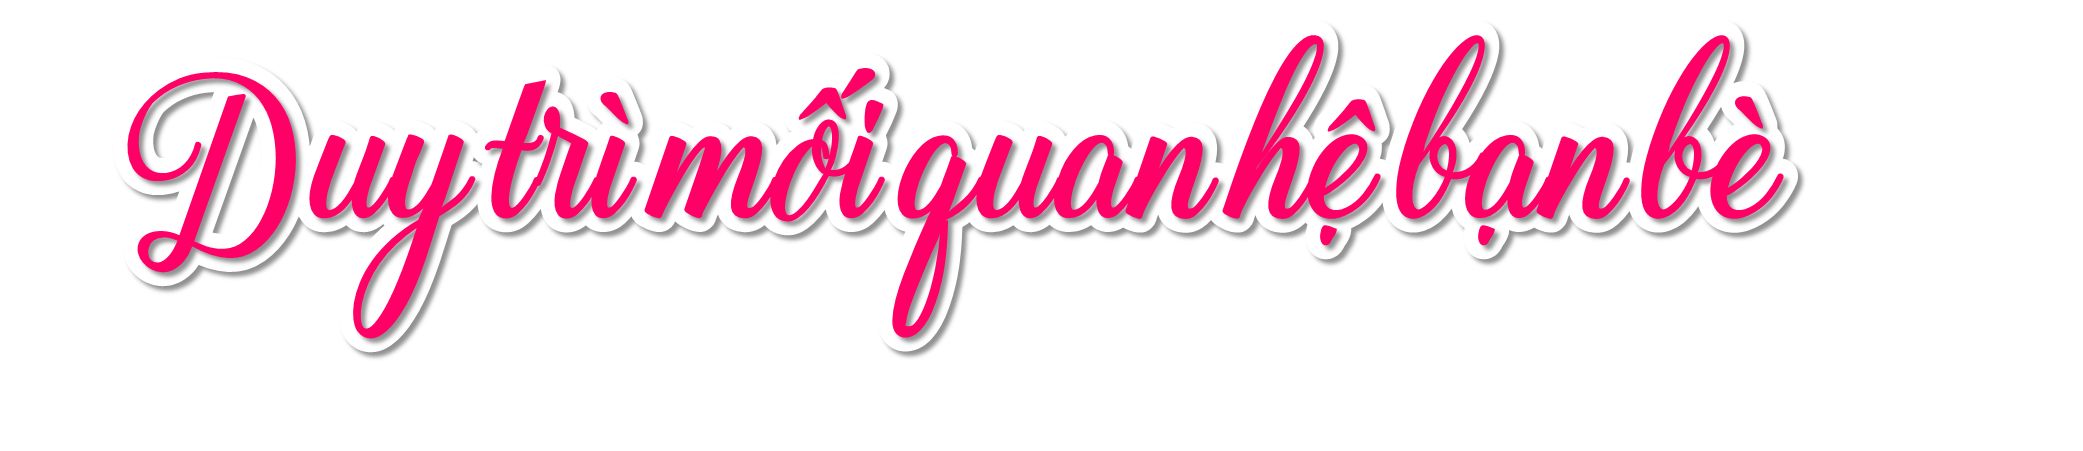 Duy trì mối quan hệ bạn bè